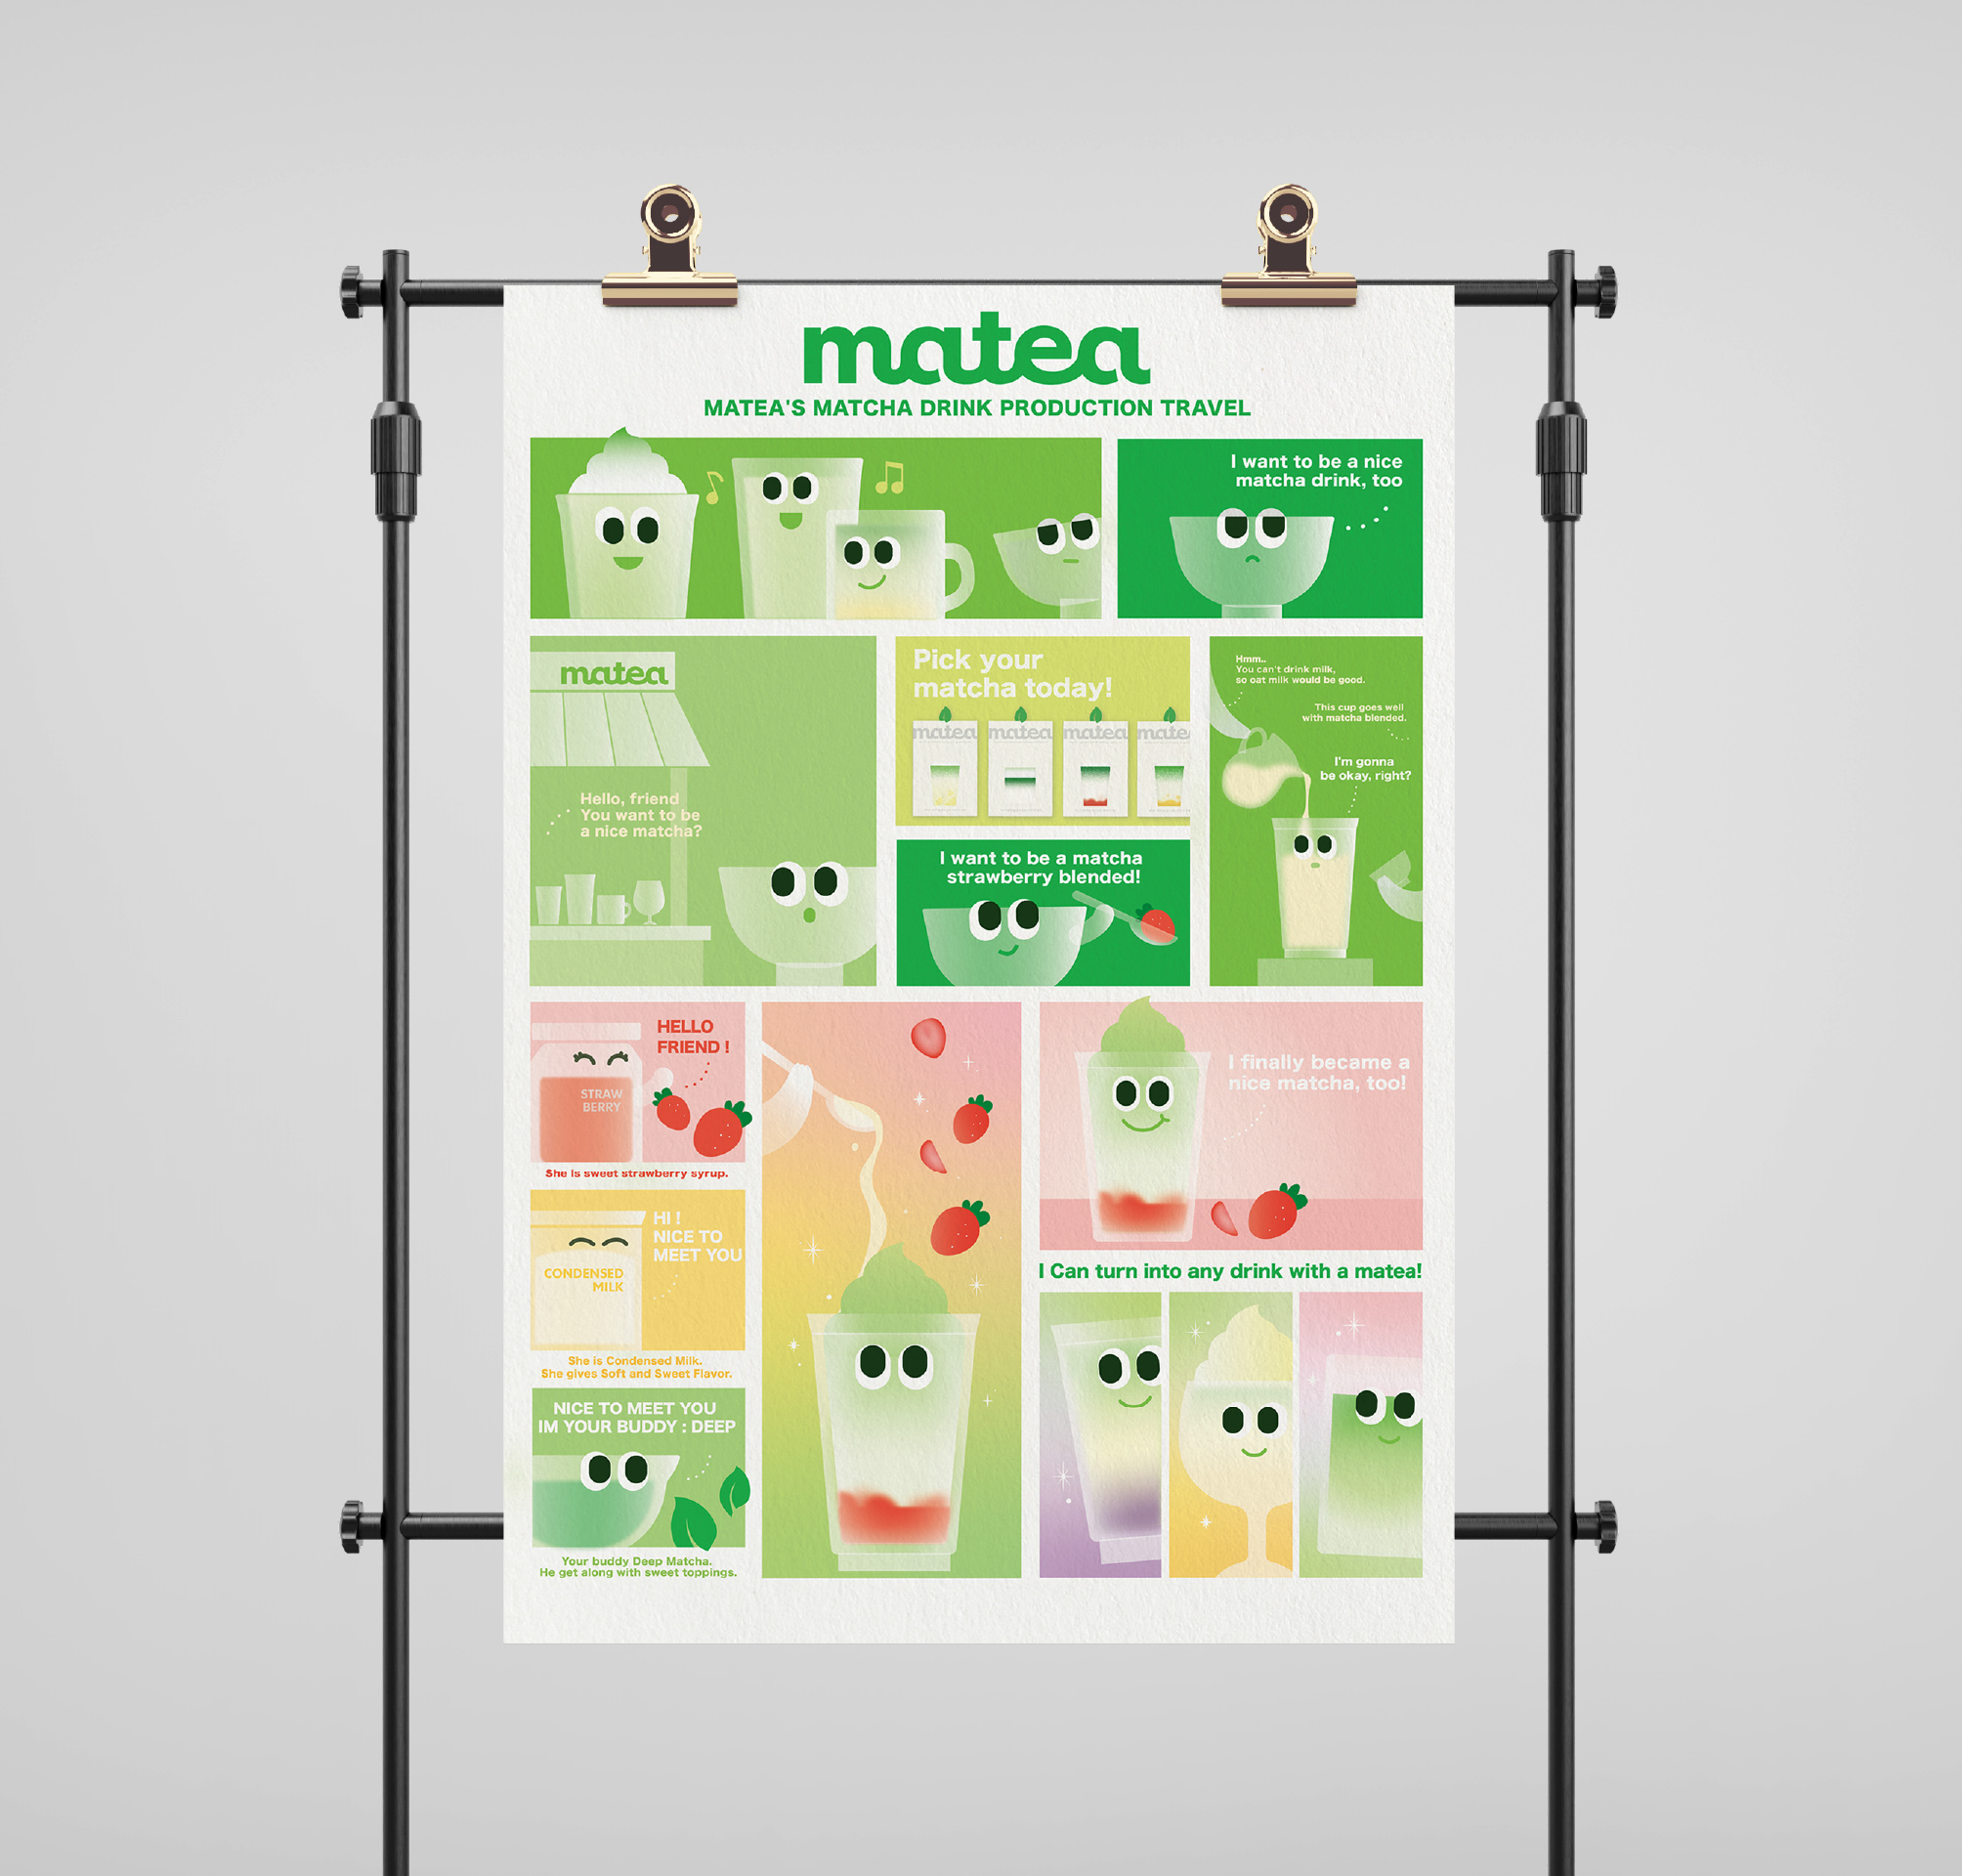 matea
MATEA'S MATCHA DRINK PRODUCTION TRAVEL
I want to be a nice
matcha drink, too
matea
Hello, friend
You want to be
a nice matcha?
Pick your
matcha today!
matea
matea
matea
matea
I want to be a matcha
strawberry blended!
Hmm..
You can't drink milk,
so oat milk would be good.
This cup goes well
with matcha blended.
I'm gonna
be okay, right?
HELLO
FRIEND !
STRAW
BERRY
She is sweet strawberry syrup.
HI !
NICE TO
MEET YOU
CONDENSED
MILK
She is Condensed Milk.
She gives Soft and Sweet Flavor.
NICE TO MEET YOU
IM YOUR BUDDY : DEEP
Your buddy Deep Matcha.
He get along with sweet toppings.
I finally became a
nice matcha, too!
I Can turn into any drink with a matea!